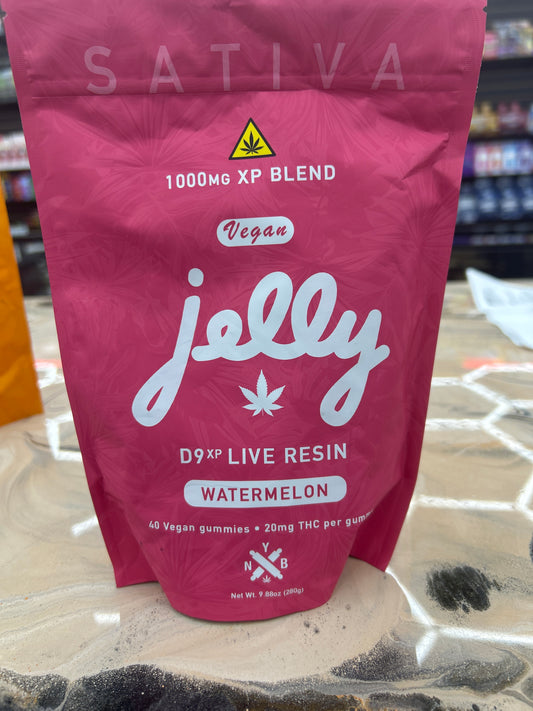 SATIVA
1000MG XP BLEND
Vegan
jelly
D9XP LIVE RESIN
WATERMELON
40 Vegan gummies • 20mg THC per
Y
N B
Net Wt. 9.88oz (280g)